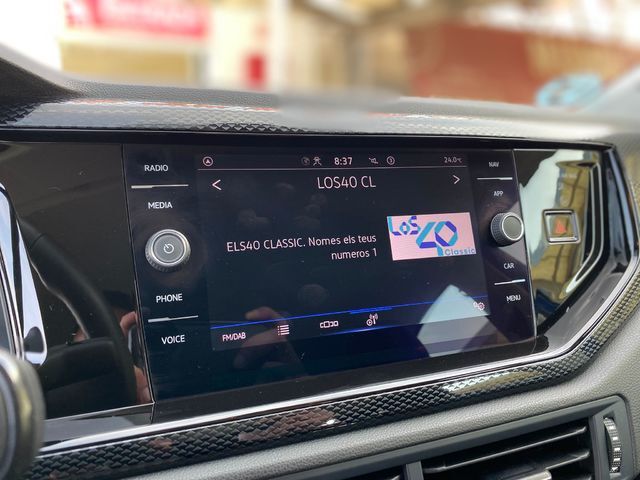 RADIO
MEDIA
PHONE
VOICE
8:37
24.0°C
LOS40 CL
ELS40 CLASSIC. Nomes els teus
numeros 1
LOS 40
Classic
FM/DAB
NAV
APP
CAR
MENU